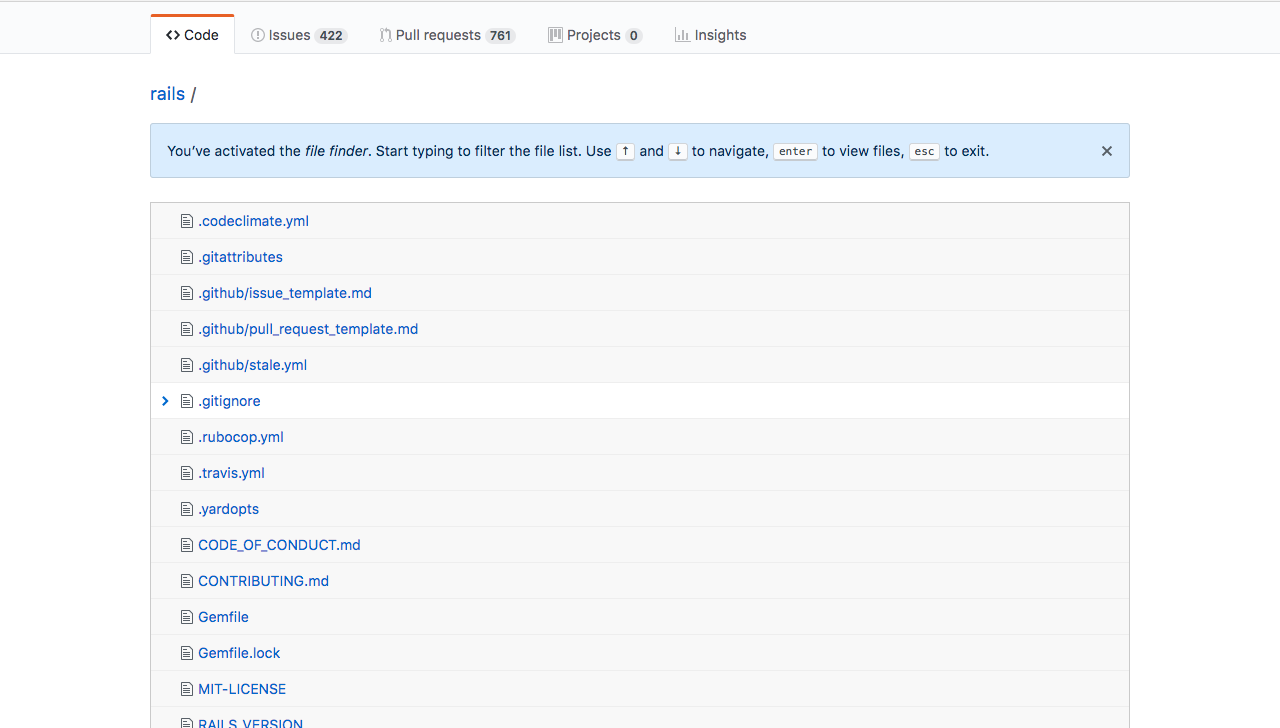 Code Issues 422 Pull requests 761 Projects 0 Insights
rails /
You’ve activated the file finder. Start typing to filter the file list. Use ↑ and ↓ to navigate, enter to view files, esc to exit.
.codeclimate.yml
.gitattributes
.github/issue_template.md
.github/pull_request_template.md
.github/stale.yml
.gitignore
.rubocop.yml
.travis.yml
.yardopts
CODE_OF_CONDUCT.md
CONTRIBUTING.md
Gemfile
Gemfile.lock
MIT-LICENSE
RAILS_VERSION